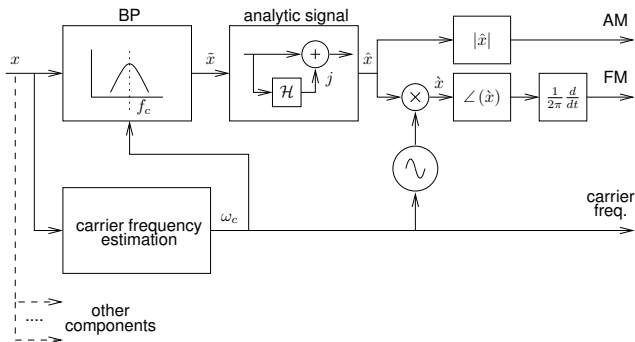 BP
analytic signal
AM
x
x̃
x̂
|x̂|
+
j
ℋ
f_c
×
x̀
∠(x̀)
1/2π d/dt
FM
ω_c
carrier frequency
estimation
carrier
freq.
....
other
components